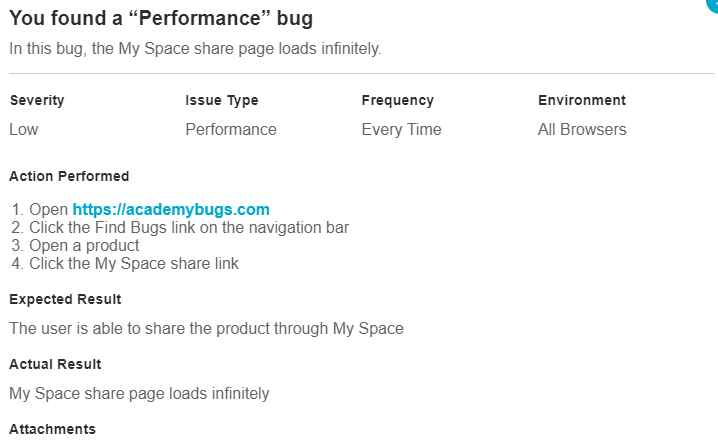 You found a “Performance” bug
In this bug, the My Space share page loads infinitely.
Severity Issue Type Frequency Environment
Low Performance Every Time All Browsers
Action Performed
1. Open https://academybugs.com
2. Click the Find Bugs link on the navigation bar
3. Open a product
4. Click the My Space share link
Expected Result
The user is able to share the product through My Space
Actual Result
My Space share page loads infinitely
Attachments